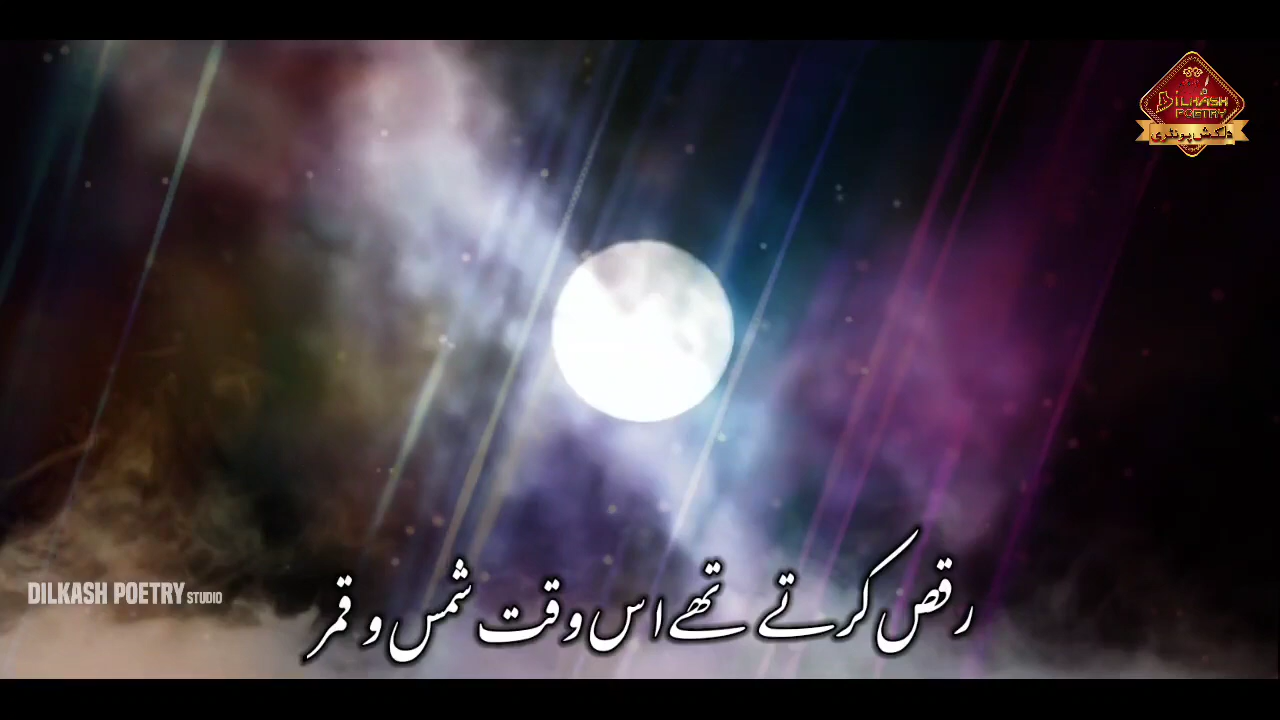 DILKASH
POETRY
دلکش پوئٹری
رقص کرتے تھے اس وقت شمس و قمر
DILKASH POETRY STUDIO